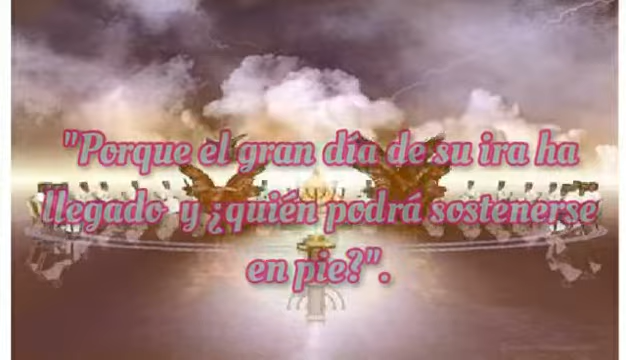 "Porque el gran día de su ira ha
llegado y ¿quién podrá sostenerse
en pie?".